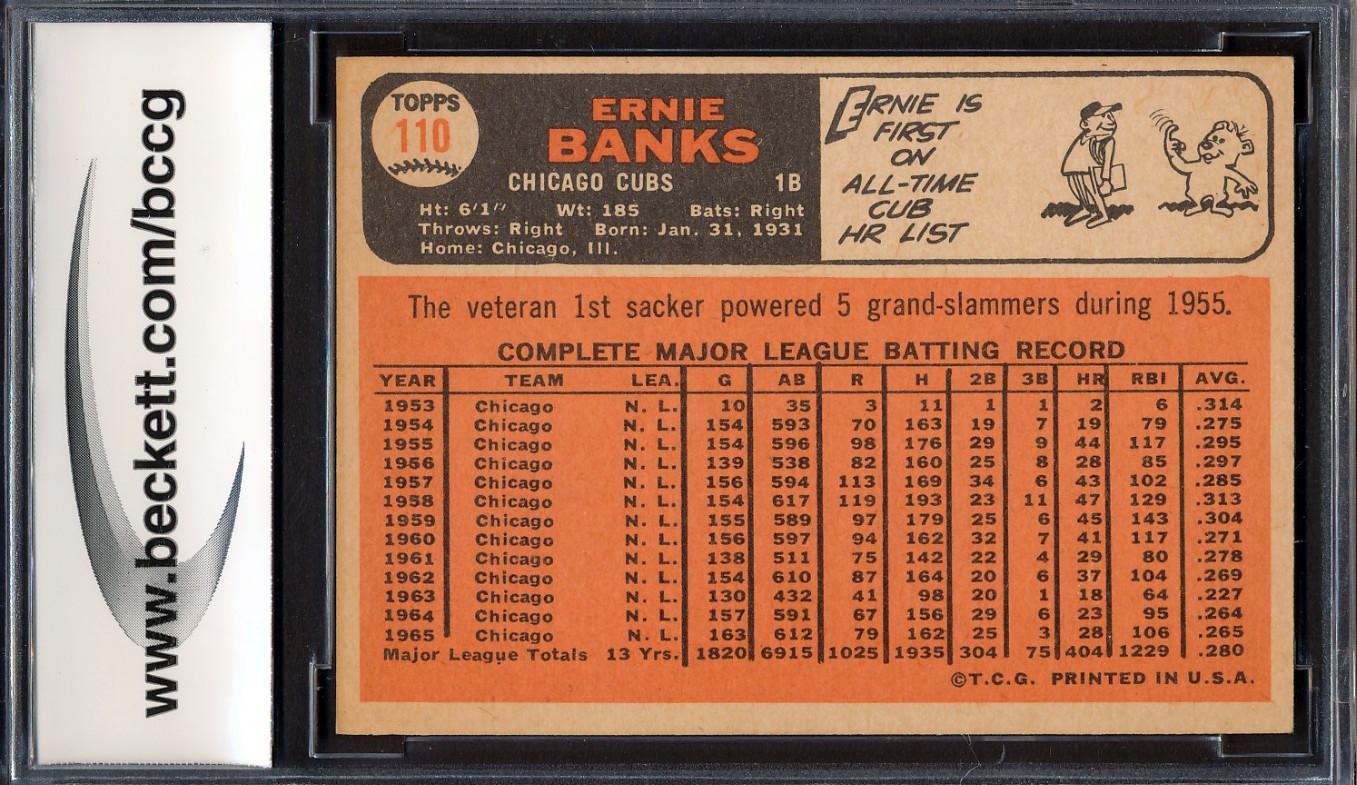 www.beckett.com/bccg
TOPPS
110
ERNIE
BANKS
CHICAGO CUBS 1B
Ht: 6'1" Wt: 185 Bats: Right
Throws: Right Born: Jan. 31, 1931
Home: Chicago, Ill.
ERNIE IS
FIRST
ON
ALL-TIME
CUB
HR LIST
The veteran 1st sacker powered 5 grand-slammers during 1955.
COMPLETE MAJOR LEAGUE BATTING RECORD
YEAR TEAM LEA. G AB R H 2B 3B HR RBI AVG.
1953 Chicago N. L. 10 35 3 11 1 1 2 6 .314
1954 Chicago N. L. 154 593 70 163 19 7 19 79 .275
1955 Chicago N. L. 154 596 98 176 29 9 44 117 .295
1956 Chicago N. L. 139 538 82 160 25 8 28 85 .297
1957 Chicago N. L. 156 594 113 169 34 6 43 102 .285
1958 Chicago N. L. 154 617 119 193 23 11 47 129 .313
1959 Chicago N. L. 155 589 97 179 25 6 45 143 .304
1960 Chicago N. L. 156 597 94 162 32 7 41 117 .271
1961 Chicago N. L. 138 511 75 142 22 4 29 80 .278
1962 Chicago N. L. 154 610 87 164 20 6 37 104 .269
1963 Chicago N. L. 130 432 41 98 20 1 18 64 .227
1964 Chicago N. L. 157 591 67 156 29 6 23 95 .264
1965 Chicago N. L. 163 612 79 162 25 3 28 106 .265
Major League Totals 13 Yrs. 1820 6915 1025 1935 304 75 404 1229 .280
©T.C.G. PRINTED IN U.S.A.